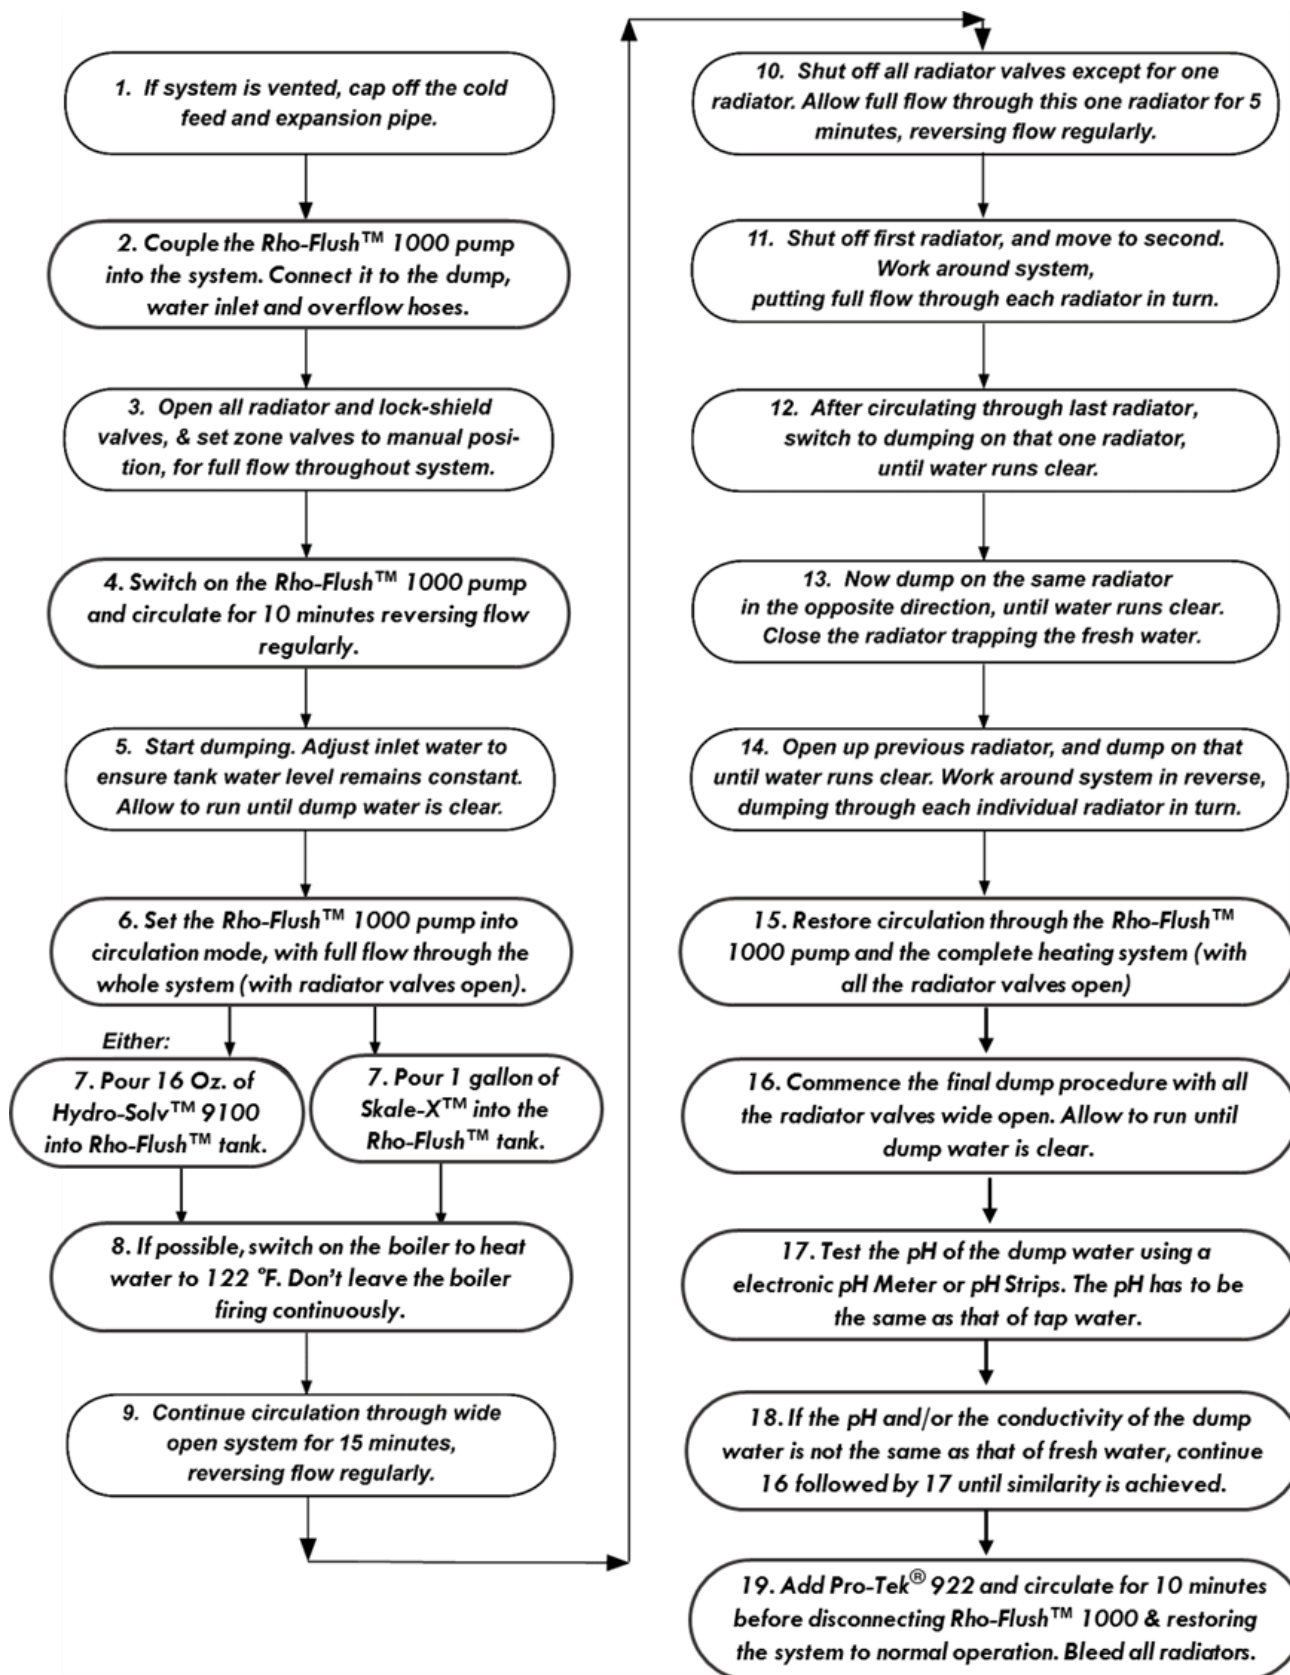 1. If system is vented, cap off the cold
feed and expansion pipe.
2. Couple the Rho-Flush™ 1000 pump
into the system. Connect it to the dump,
water inlet and overflow hoses.
3. Open all radiator and lock-shield
valves, & set zone valves to manual posi-
tion, for full flow throughout system.
4. Switch on the Rho-Flush™ 1000 pump
and circulate for 10 minutes reversing flow
regularly.
5. Start dumping. Adjust inlet water to
ensure tank water level remains constant.
Allow to run until dump water is clear.
6. Set the Rho-Flush™ 1000 pump into
circulation mode, with full flow through the
whole system (with radiator valves open).
Either:
7. Pour 16 Oz. of
Hydro-Solv™ 9100
into Rho-Flush™ tank.
7. Pour 1 gallon of
Skale-X™ into the
Rho-Flush™ tank.
8. If possible, switch on the boiler to heat
water to 122 °F. Don't leave the boiler
firing continuously.
9. Continue circulation through wide
open system for 15 minutes,
reversing flow regularly.
10. Shut off all radiator valves except for one
radiator. Allow full flow through this one radiator for 5
minutes, reversing flow regularly.
11. Shut off first radiator, and move to second.
Work around system,
putting full flow through each radiator in turn.
12. After circulating through last radiator,
switch to dumping on that one radiator,
until water runs clear.
13. Now dump on the same radiator
in the opposite direction, until water runs clear.
Close the radiator trapping the fresh water.
14. Open up previous radiator, and dump on that
until water runs clear. Work around system in reverse,
dumping through each individual radiator in turn.
15. Restore circulation through the Rho-Flush™
1000 pump and the complete heating system (with
all the radiator valves open)
16. Commence the final dump procedure with all
the radiator valves wide open. Allow to run until
dump water is clear.
17. Test the pH of the dump water using a
electronic pH Meter or pH Strips. The pH has to be
the same as that of tap water.
18. If the pH and/or the conductivity of the dump
water is not the same as that of fresh water, continue
16 followed by 17 until similarity is achieved.
19. Add Pro-Tek® 922 and circulate for 10 minutes
before disconnecting Rho-Flush™ 1000 & restoring
the system to normal operation. Bleed all radiators.